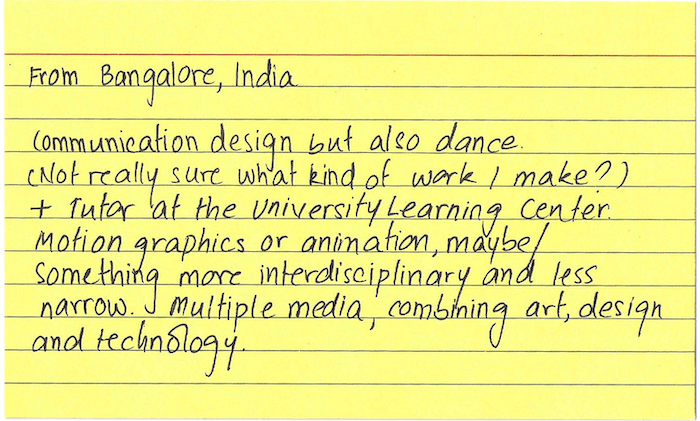 From Bangalore, India
Communication design but also dance.
(Not really sure what kind of work I make?)
+ Tutor at the University Learning Center.
Motion graphics or animation, maybe/
Something more interdisciplinary and less
narrow. Multiple media, combining art, design
and technology.